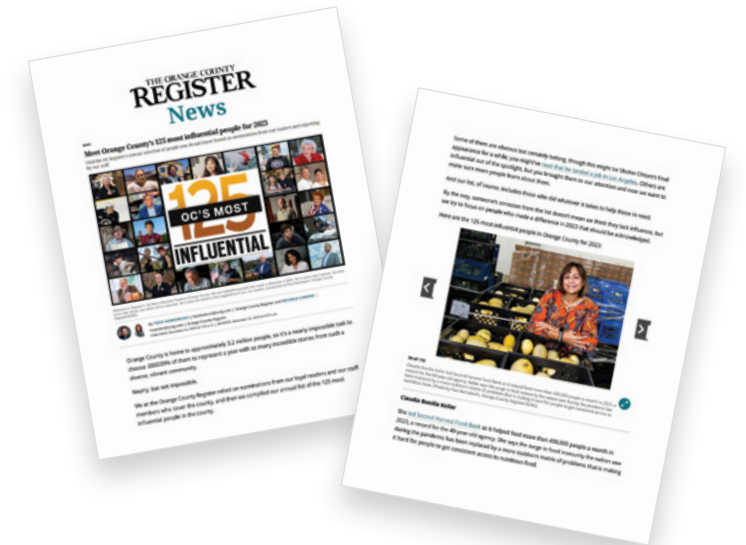 THE ORANGE COUNTY
REGISTER
News
NEWS
Meet Orange County's 125 most influential people for 2023
125
OC'S MOST
INFLUENTIAL
Orange County is home to approximately 3.2 million people, so it's a nearly impossible task to
choose .000039% of them to represent a year with so many incredible stories from such a
diverse, vibrant community.
Nearly, but not impossible.
We at the Orange County Register relied on nominations from our loyal readers and our staff
members who cover the county, and then we compiled our annual list of the 125 most
influential people in the county.
Some of them are obvious but certainly belong, though this might be Shohei Ohtani's final
appearance for a while; you might've read that he landed a job in Los Angeles. Others are
influential out of the spotlight, but you brought them to our attention and now we want to
make sure more people learn about them.
And our list, of course, includes those who did whatever it takes to help those in need.
By the way, someone's omission from the list doesn't mean we think they lack influence, but
we try to focus on people who made a difference in 2023 that should be acknowledged.
Here are the 125 most influential people in Orange County for 2023:
Claudia Bonilla Keller
She led Second Harvest Food Bank as it helped feed more than 400,000 people a month in
2023, a record for the 40-year-old agency. She says the surge in food insecurity the nation saw
during the pandemic has been replaced by a more stubborn matrix of problems that is making
it hard for people to get consistent access to nutritious food.